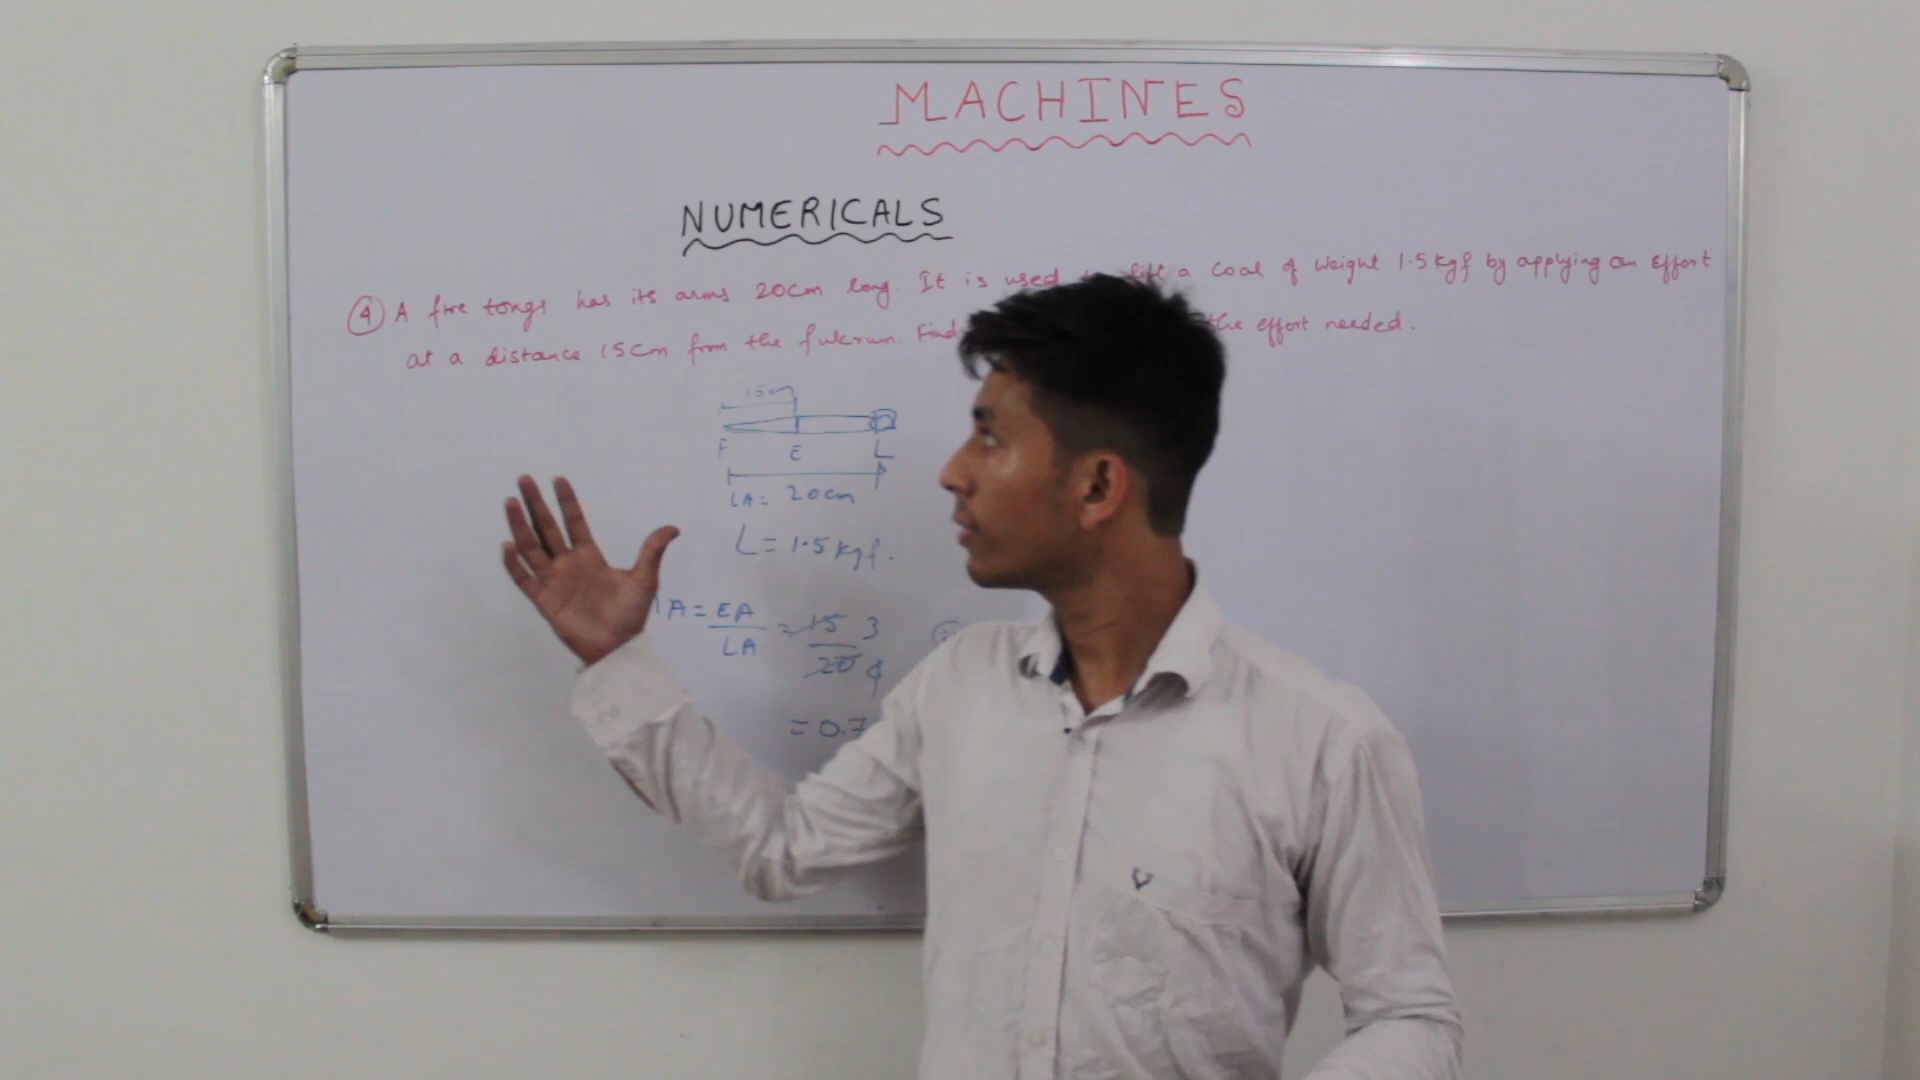 MACHINES
NUMERICALS
④ A fire tongs has its arms 20cm long. It is used to lift a coal of weight 1.5 kgf by applying an effort
at a distance 15cm from the fulcrum. Find the effort needed.
15cm
F E L
LA = 20cm
L = 1.5 kgf.
A = EA = 15 3
LA 20 4
= 0.7